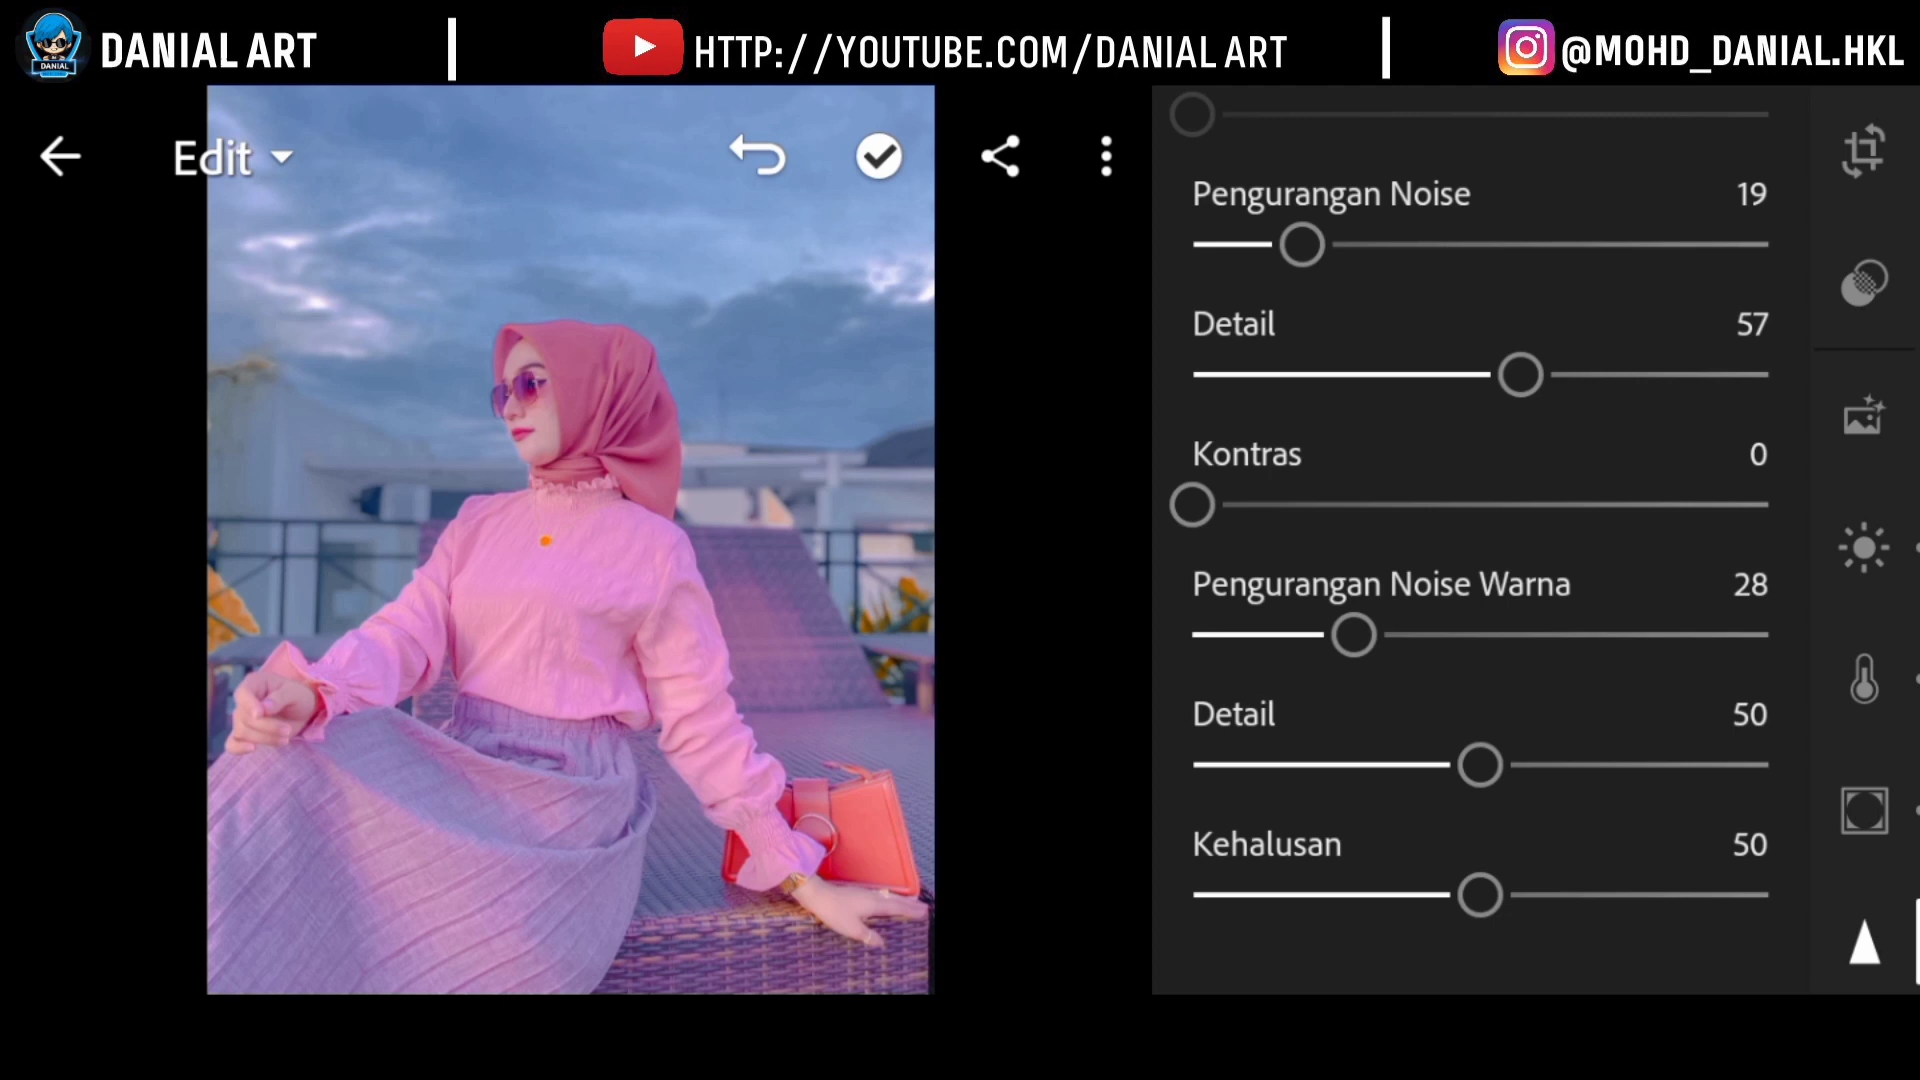 DANIAL
DANIAL ART
HTTP://YOUTUBE.COM/DANIAL ART
@MOHD_DANIAL.HKL
Edit
Pengurangan Noise 19
Detail 57
Kontras 0
Pengurangan Noise Warna 28
Detail 50
Kehalusan 50